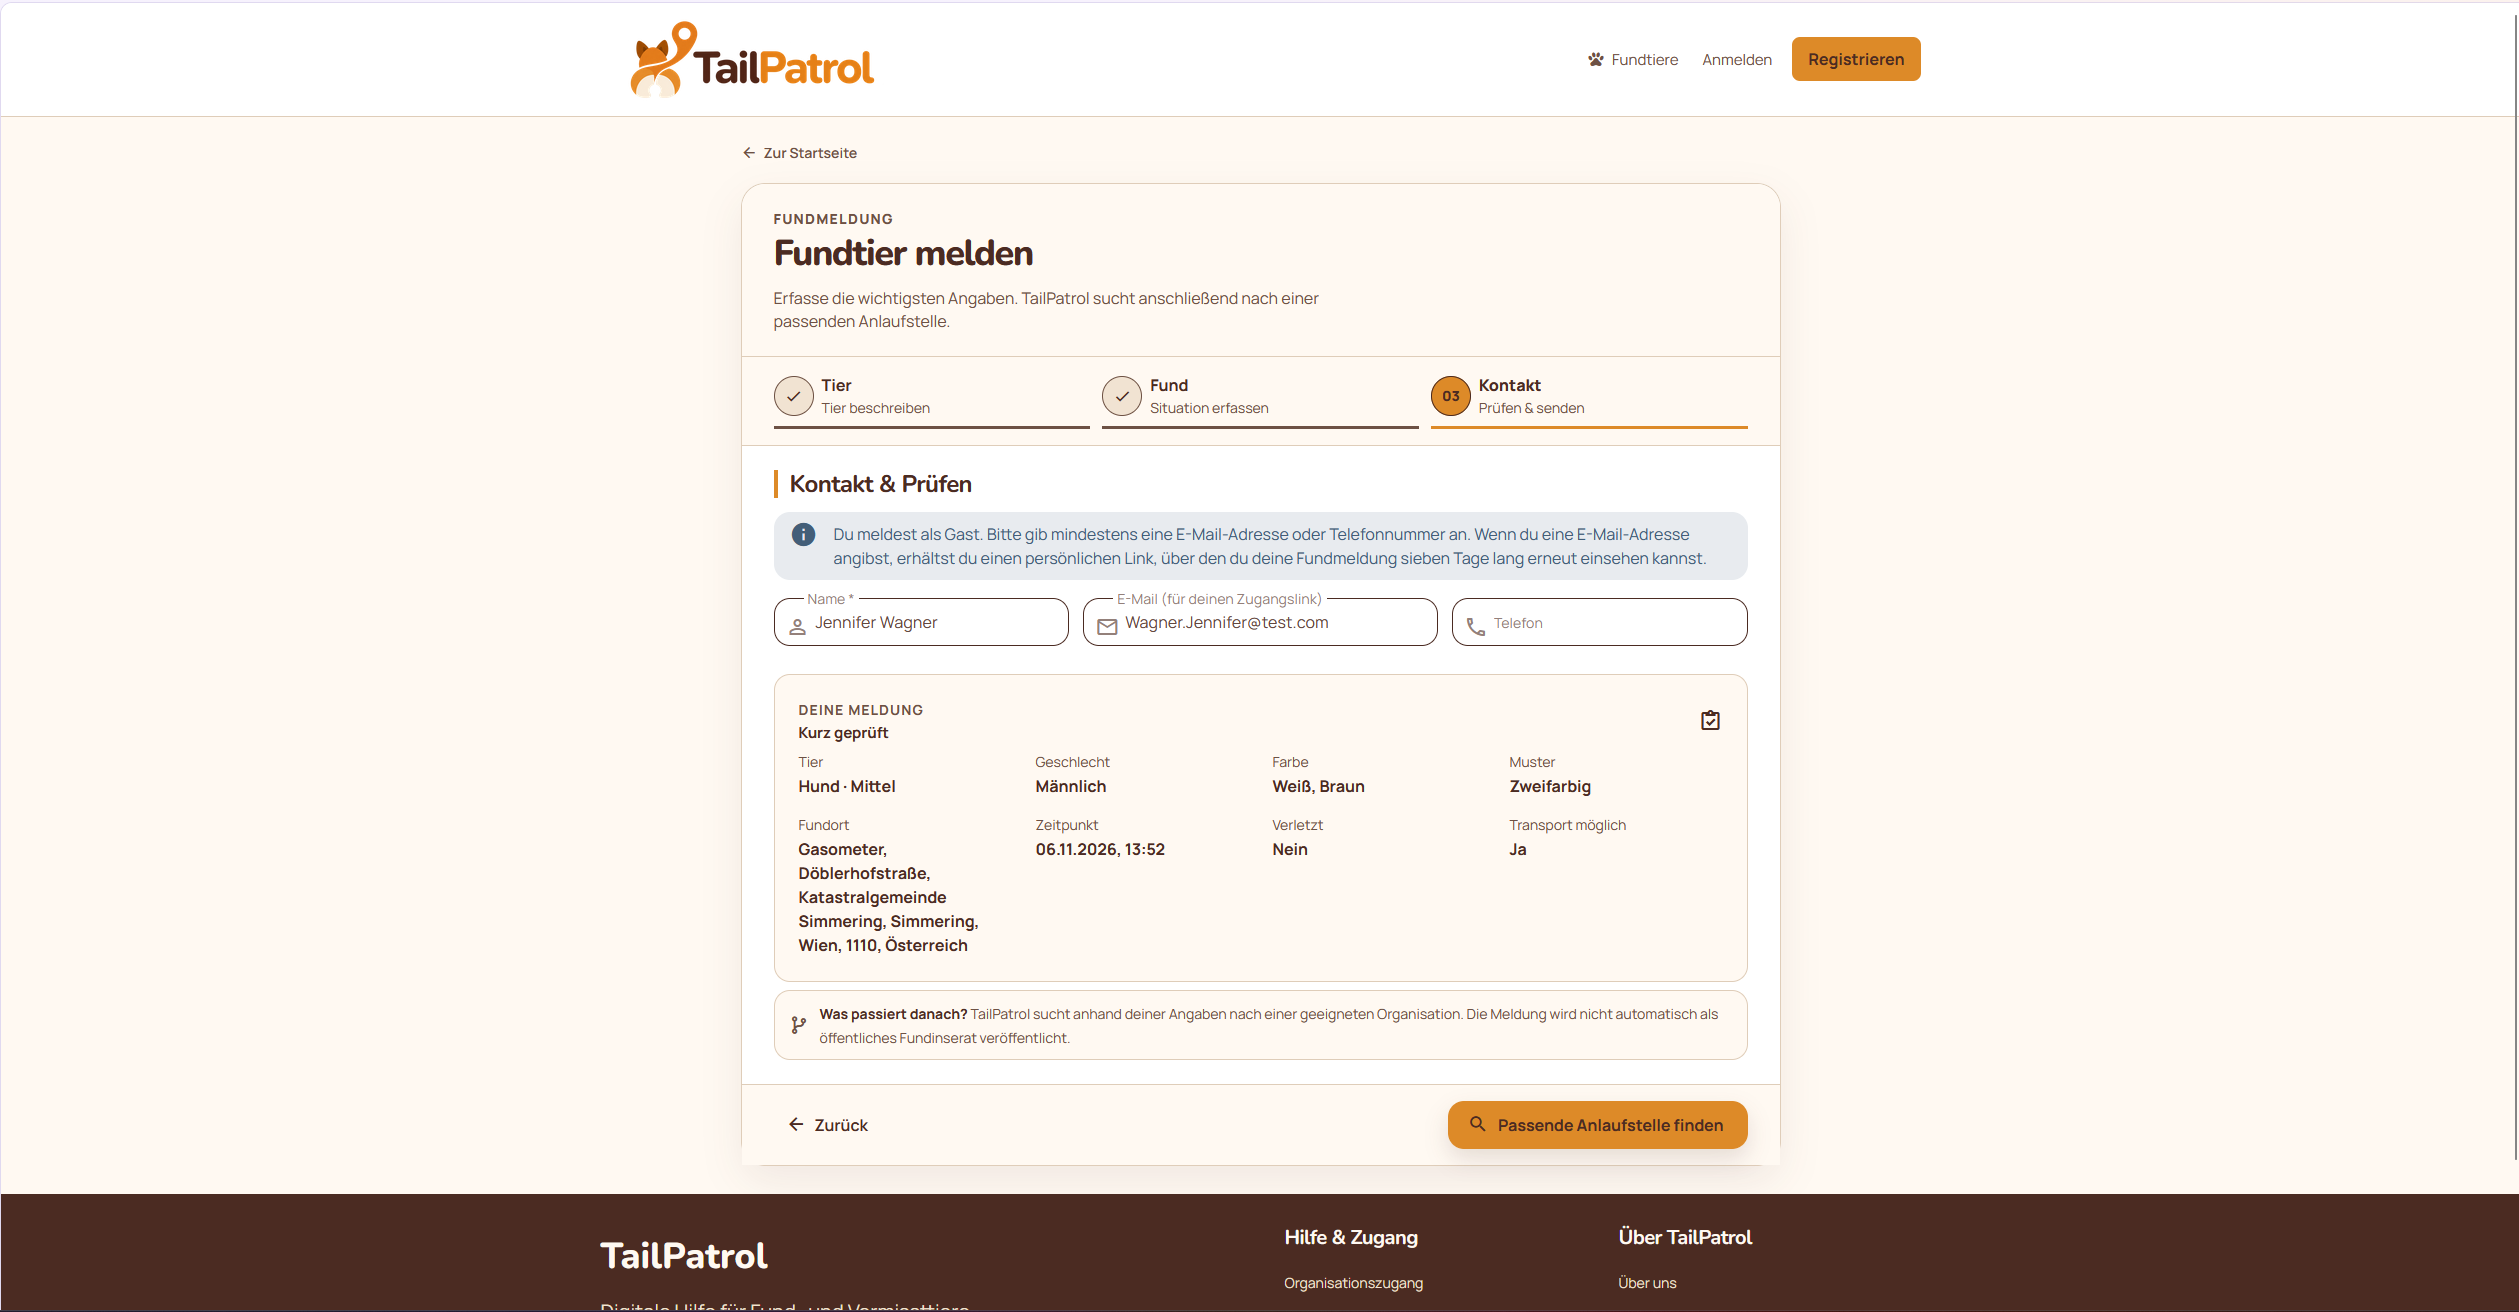 TailPatrol
Fundtiere
Anmelden
Registrieren
Zur Startseite
FUNDMELDUNG
Fundtier melden
Erfasse die wichtigsten Angaben. TailPatrol sucht anschließend nach einer
passenden Anlaufstelle.
Tier
Tier beschreiben
Fund
Situation erfassen
03
Kontakt
Prüfen & senden
Kontakt & Prüfen
Du meldest als Gast. Bitte gib mindestens eine E-Mail-Adresse oder Telefonnummer an. Wenn du eine E-Mail-Adresse
angibst, erhältst du einen persönlichen Link, über den du deine Fundmeldung sieben Tage lang erneut einsehen kannst.
Name *
Jennifer Wagner
E-Mail (für deinen Zugangslink)
Wagner.Jennifer@test.com
Telefon
DEINE MELDUNG
Kurz geprüft
Tier
Hund · Mittel
Geschlecht
Männlich
Farbe
Weiß, Braun
Muster
Zweifarbig
Fundort
Gasometer,
Döblerhofstraße,
Katastralgemeinde
Simmering, Simmering,
Wien, 1110, Österreich
Zeitpunkt
06.11.2026, 13:52
Verletzt
Nein
Transport möglich
Ja
Was passiert danach? TailPatrol sucht anhand deiner Angaben nach einer geeigneten Organisation. Die Meldung wird nicht automatisch als
öffentliches Fundinserat veröffentlicht.
Zurück
Passende Anlaufstelle finden
TailPatrol
Digitale Hilfe für Fund- und Vermissttiere
Hilfe & Zugang
Organisationszugang
Über TailPatrol
Über uns